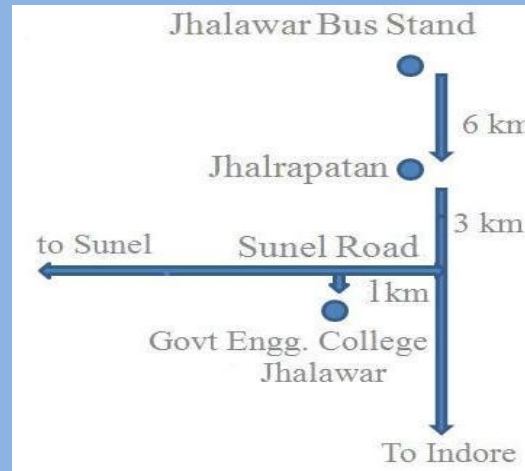 Jhalawar Bus Stand
6 km
Jhalrapatan
3 km
to Sunel
Sunel Road
1km
Govt Engg. College
Jhalawar
To Indore